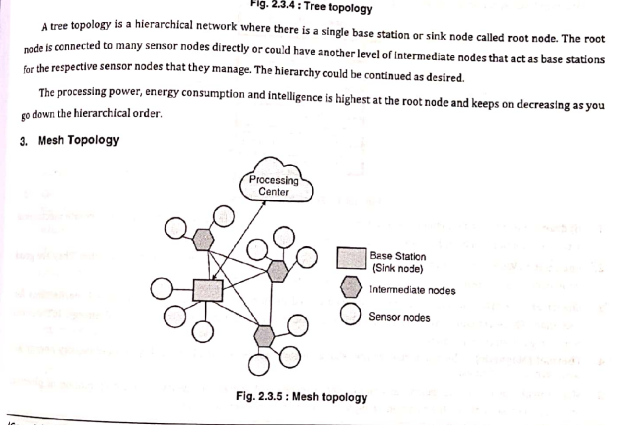 Fig. 2.3.4 : Tree topology
A tree topology is a hierarchical network where there is a single base station or sink node called root node. The root
node is connected to many sensor nodes directly or could have another level of intermediate nodes that act as base stations
for the respective sensor nodes that they manage. The hierarchy could be continued as desired.
The processing power, energy consumption and intelligence is highest at the root node and keeps on decreasing as you
go down the hierarchical order.
3. Mesh Topology
Processing
Center
Base Station
(Sink node)
Intermediate nodes
Sensor nodes
Fig. 2.3.5 : Mesh topology